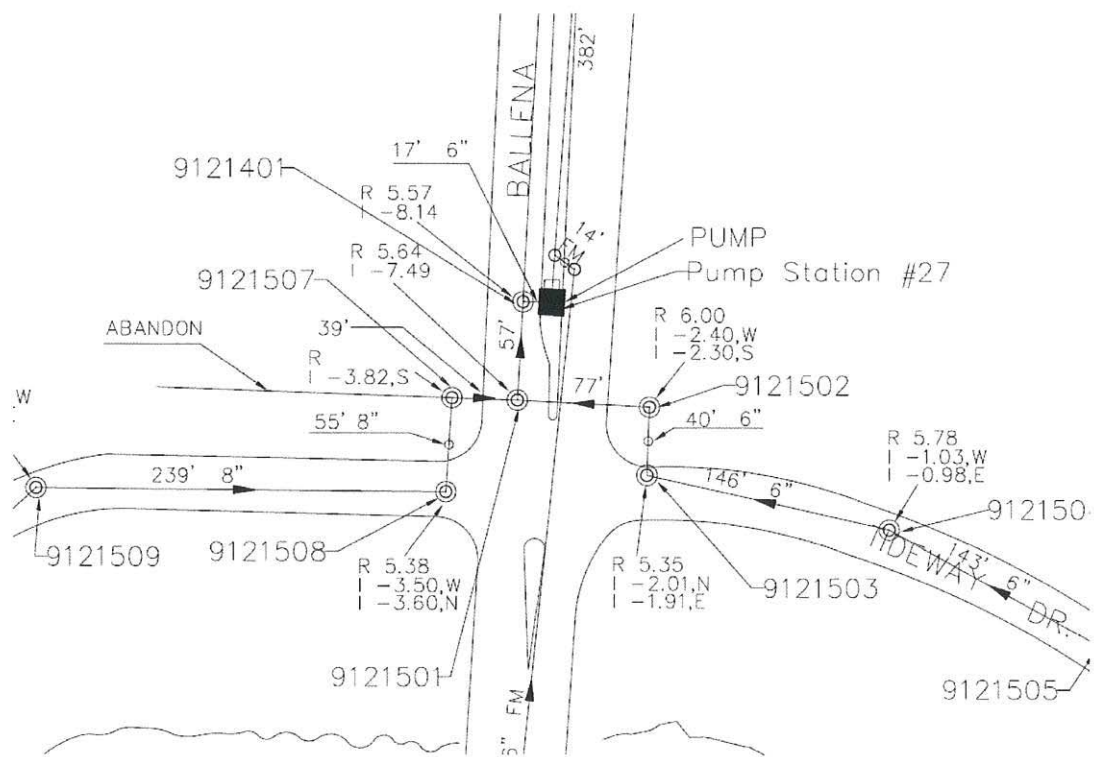 382'
BALLENA
17' 6"
9121401
R 5.57
I -8.14
14'
FM
PUMP
R 5.64
I -7.49
Pump Station #27
9121507
R 6.00
I -2.40,W
I -2.30,S
39'
57'
ABANDON
R
I -3.82,S
77'
9121502
W
55' 8"
40' 6"
R 5.78
I -1.03,W
I -0.98,E
239' 8"
146' 6"
912150
9121509
9121508
R 5.38
I -3.50,W
I -3.60,N
R 5.35
I -2.01,N
I -1.91,E
9121503
TIDEWAY DR.
143' 6"
9121501
9121505
FM
6"